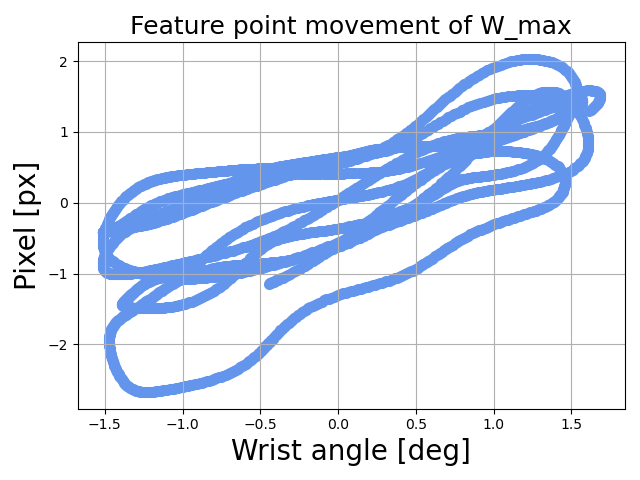 Feature point movement of W_max
2
1
0
−1
−2
Pixel [px]
−1.5 −1.0 −0.5 0.0 0.5 1.0 1.5
Wrist angle [deg]